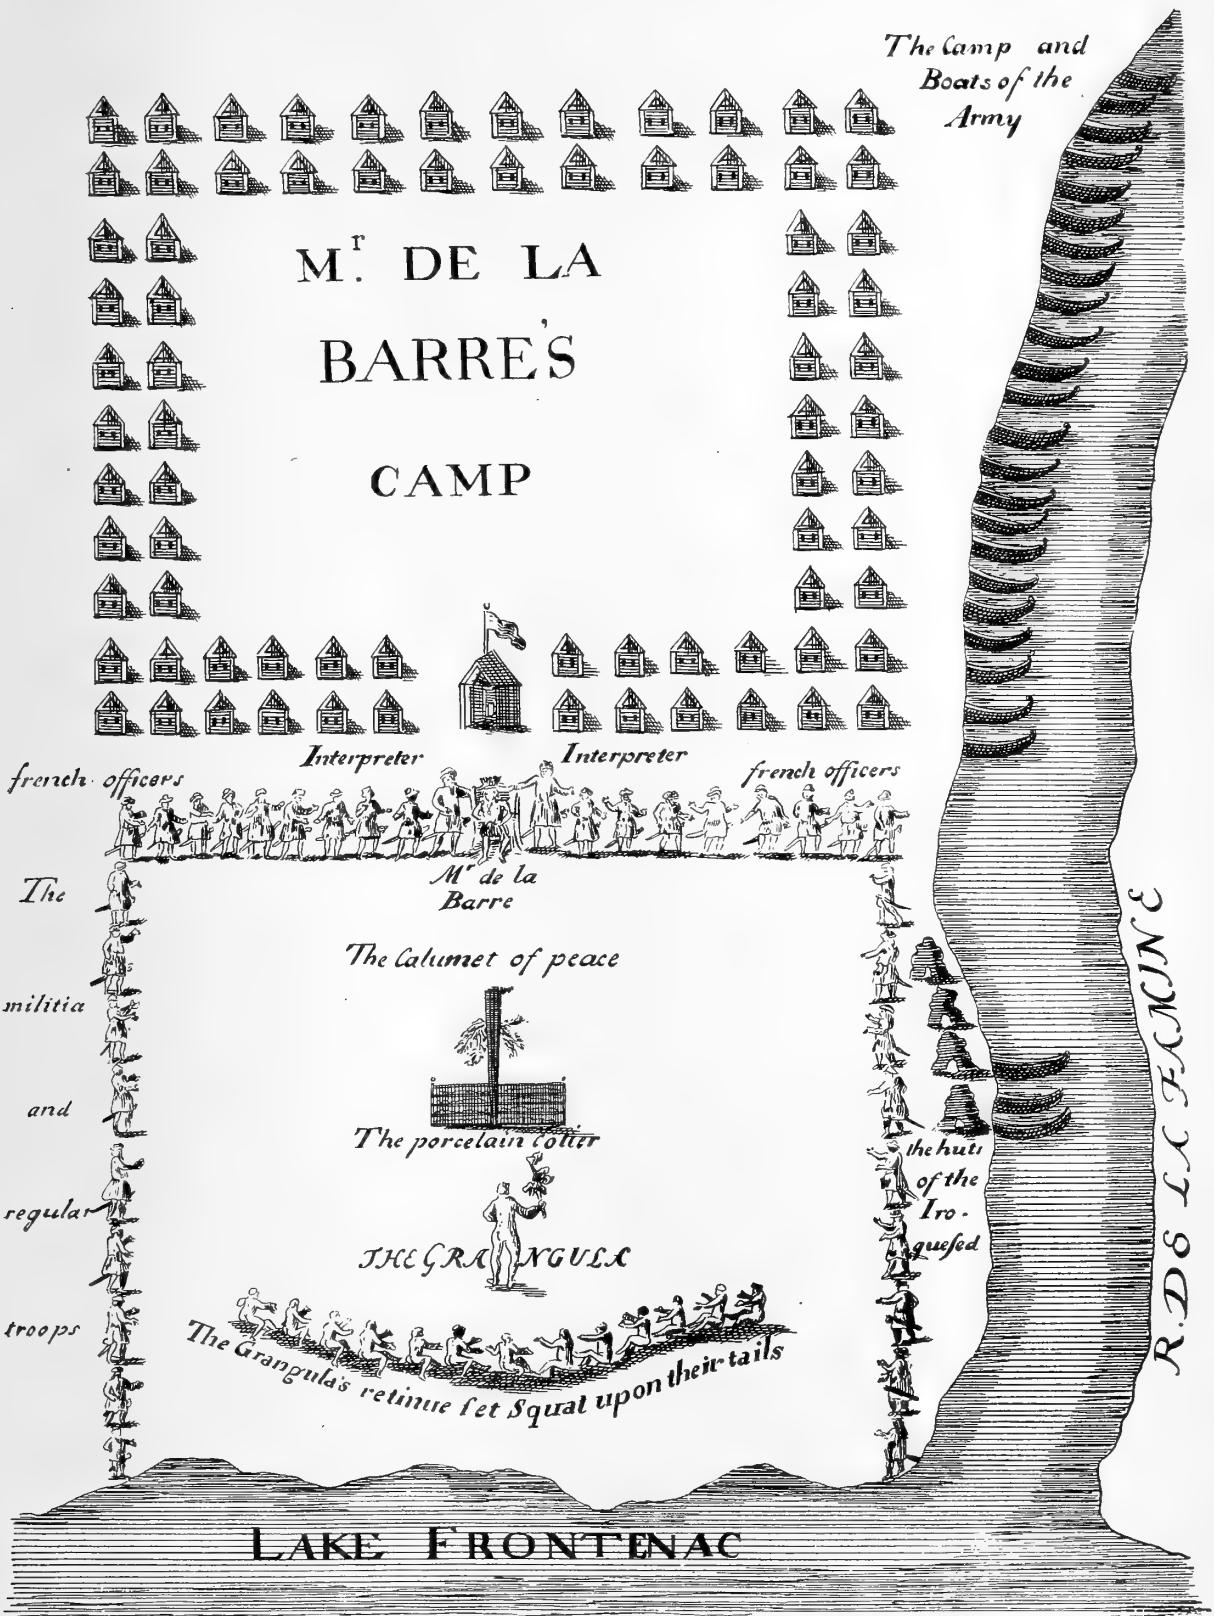 The Camp and
Boats of the
Army
Mr. DE LA
BARRE'S
CAMP
Interpreter
Interpreter
french officers
french officers
Mr de la
Barre
The
militia
and
regular
troops
The Calumet of peace
The porcelain Colier
THE GRANGULA
The Grangula's retinue set Squat upon their tails
the huts
of the
Iro-
quesed
R. DE LA FAMINE
LAKE FRONTENAC